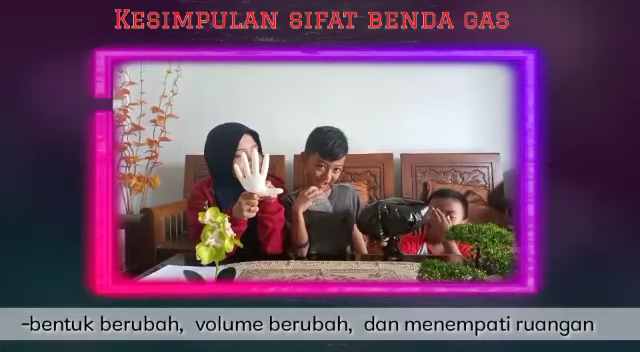 Kesimpulan sifat benda gas
-bentuk berubah, volume berubah, dan menempati ruangan